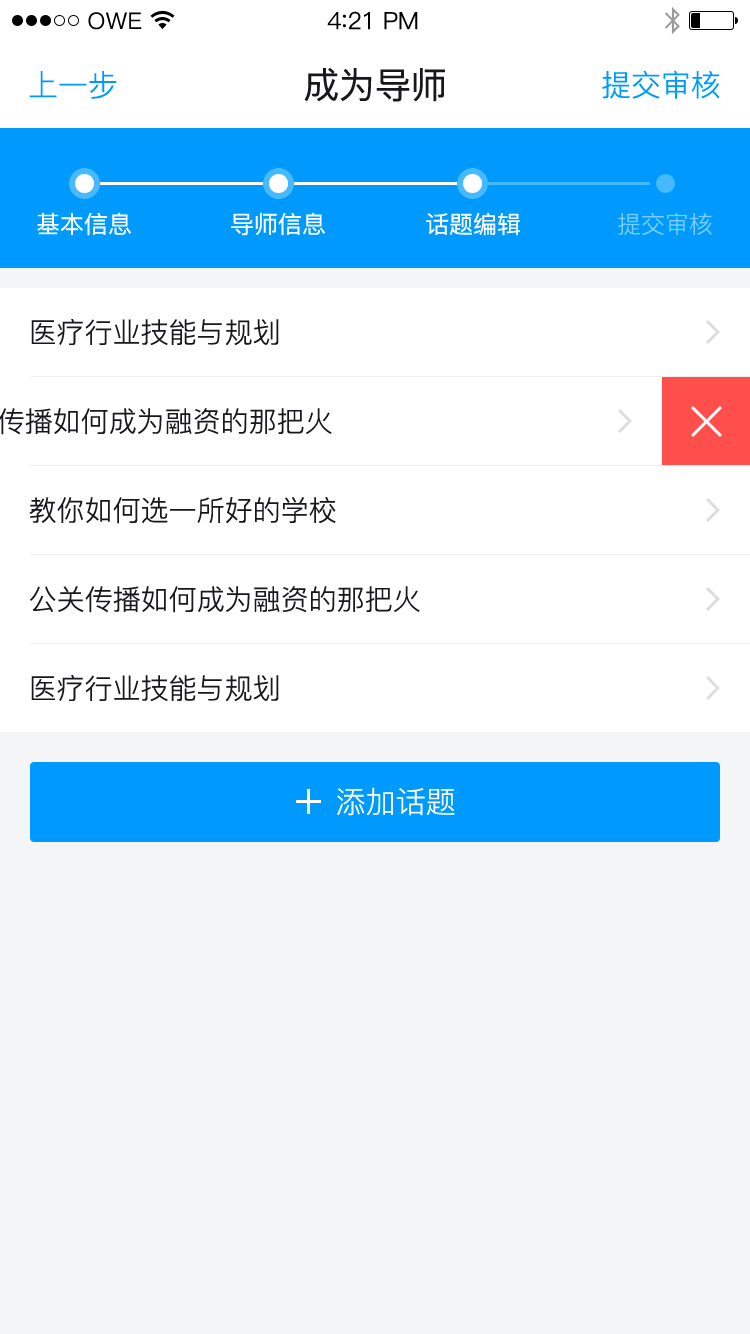 OWE 4:21 PM
上一步 成为导师 提交审核
基本信息 导师信息 话题编辑 提交审核
医疗行业技能与规划
传播如何成为融资的那把火
教你如何选一所好的学校
公关传播如何成为融资的那把火
医疗行业技能与规划
添加话题